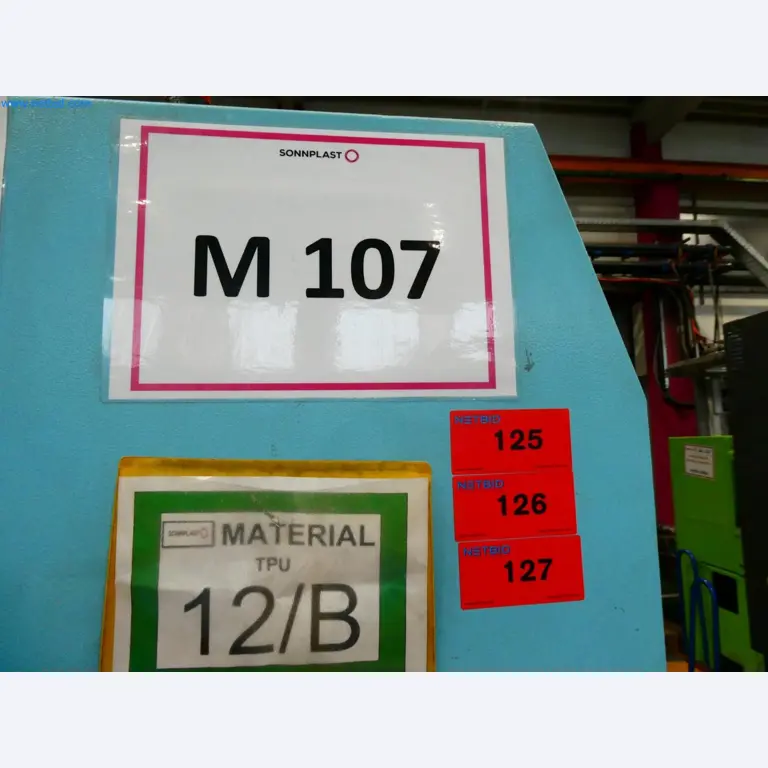 SONNPLAST
M 107
NETBID
125
NETBID
126
NETBID
127
SONNPLAST MATERIAL
TPU
12/B